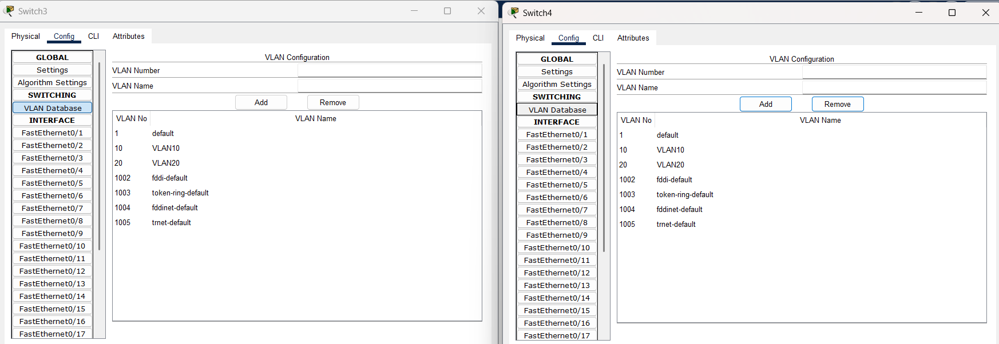 Switch3
Physical Config CLI Attributes
GLOBAL
Settings
Algorithm Settings
SWITCHING
VLAN Database
INTERFACE
FastEthernet0/1
FastEthernet0/2
FastEthernet0/3
FastEthernet0/4
FastEthernet0/5
FastEthernet0/6
FastEthernet0/7
FastEthernet0/8
FastEthernet0/9
FastEthernet0/10
FastEthernet0/11
FastEthernet0/12
FastEthernet0/13
FastEthernet0/14
FastEthernet0/15
FastEthernet0/16
FastEthernet0/17
VLAN Configuration
VLAN Number
VLAN Name
Add Remove
VLAN No VLAN Name
1 default
10 VLAN10
20 VLAN20
1002 fddi-default
1003 token-ring-default
1004 fddinet-default
1005 trnet-default
Switch4
Physical Config CLI Attributes
GLOBAL
Settings
Algorithm Settings
SWITCHING
VLAN Database
INTERFACE
FastEthernet0/1
FastEthernet0/2
FastEthernet0/3
FastEthernet0/4
FastEthernet0/5
FastEthernet0/6
FastEthernet0/7
FastEthernet0/8
FastEthernet0/9
FastEthernet0/10
FastEthernet0/11
FastEthernet0/12
FastEthernet0/13
FastEthernet0/14
FastEthernet0/15
FastEthernet0/16
FastEthernet0/17
VLAN Configuration
VLAN Number
VLAN Name
Add Remove
VLAN No VLAN Name
1 default
10 VLAN10
20 VLAN20
1002 fddi-default
1003 token-ring-default
1004 fddinet-default
1005 trnet-default